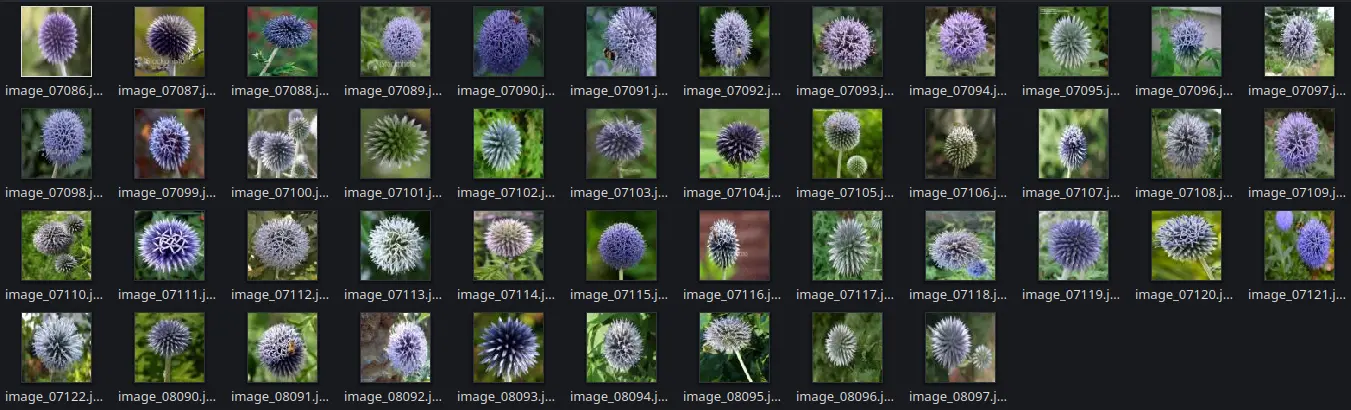 image_07086.j... image_07087.j... image_07088.j... image_07089.j... image_07090.j... image_07091.j... image_07092.j... image_07093.j... image_07094.j... image_07095.j... image_07096.j... image_07097.j...
image_07098.j... image_07099.j... image_07100.j... image_07101.j... image_07102.j... image_07103.j... image_07104.j... image_07105.j... image_07106.j... image_07107.j... image_07108.j... image_07109.j...
image_07110.j... image_07111.j... image_07112.j... image_07113.j... image_07114.j... image_07115.j... image_07116.j... image_07117.j... image_07118.j... image_07119.j... image_07120.j... image_07121.j...
image_07122.j... image_08090.j... image_08091.j... image_08092.j... image_08093.j... image_08094.j... image_08095.j... image_08096.j... image_08097.j...